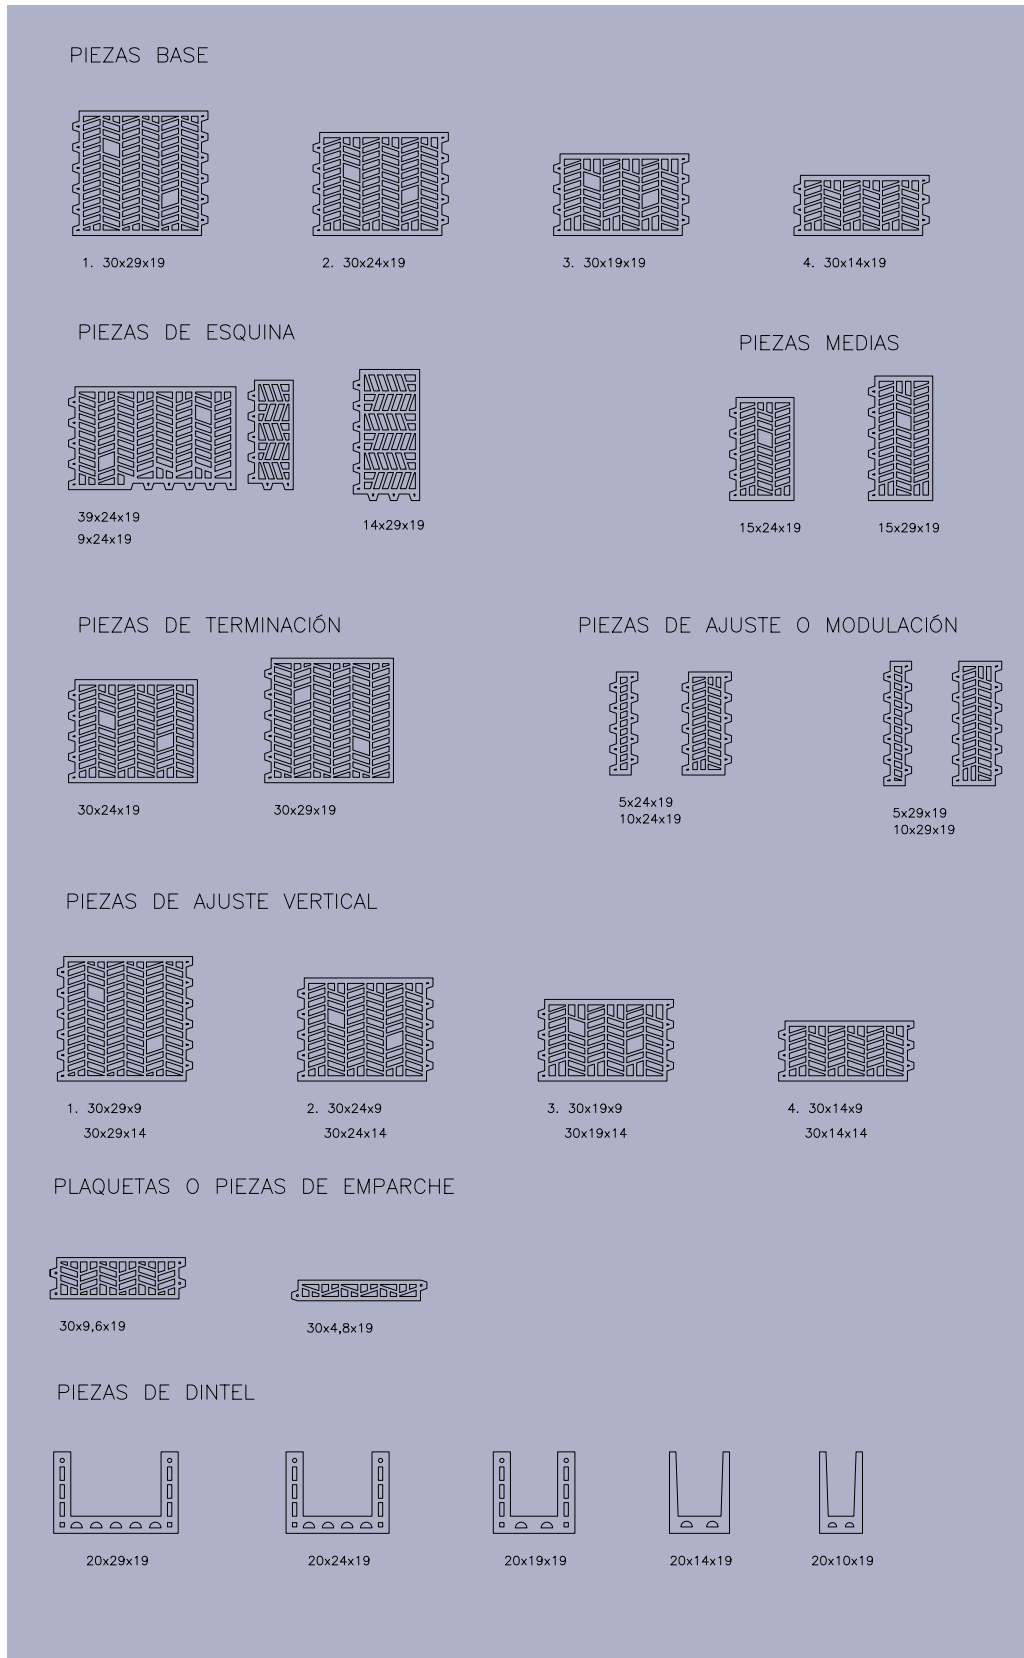 PIEZAS BASE
1. 30x29x19
2. 30x24x19
3. 30x19x19
4. 30x14x19
PIEZAS DE ESQUINA
39x24x19
9x24x19
14x29x19
PIEZAS MEDIAS
15x24x19
15x29x19
PIEZAS DE TERMINACIÓN
30x24x19
30x29x19
PIEZAS DE AJUSTE O MODULACIÓN
5x24x19
10x24x19
5x29x19
10x29x19
PIEZAS DE AJUSTE VERTICAL
1. 30x29x9
30x29x14
2. 30x24x9
30x24x14
3. 30x19x9
30x19x14
4. 30x14x9
30x14x14
PLAQUETAS O PIEZAS DE EMPARCHE
30x9,6x19
30x4,8x19
PIEZAS DE DINTEL
20x29x19
20x24x19
20x19x19
20x14x19
20x10x19